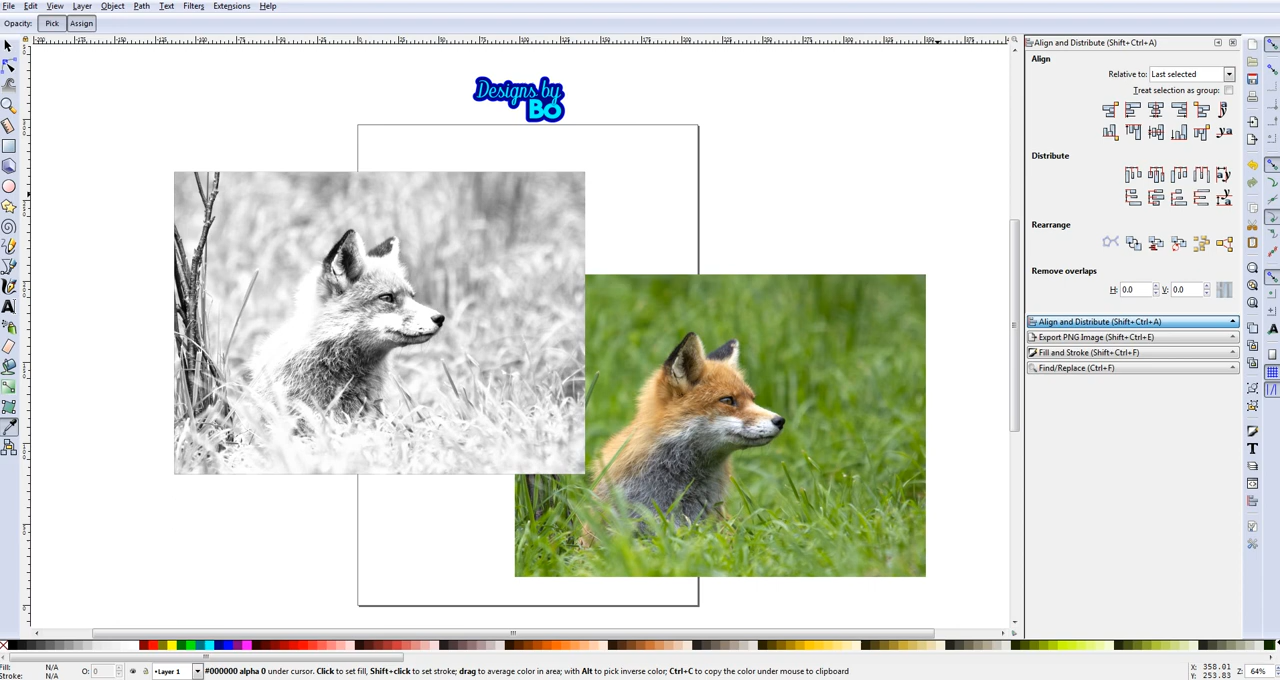 File Edit View Layer Object Path Text Filters Extensions Help
Opacity: Pick Assign
Designs by
BO
Align and Distribute (Shift+Ctrl+A)
Align
Relative to: Last selected
Treat selection as group:
Distribute
Rearrange
Remove overlaps
H: 0.0 V: 0.0
Align and Distribute (Shift+Ctrl+A)
Export PNG Image (Shift+Ctrl+E)
Fill and Stroke (Shift+Ctrl+F)
Find/Replace (Ctrl+F)
Fill: N/A
Stroke: N/A
O: 0
•Layer 1
#000000 alpha 0 under cursor. Click to set fill, Shift+click to set stroke; drag to average color in area; with Alt to pick inverse color; Ctrl+C to copy the color under mouse to clipboard
X: 358.01
Y: 253.83
Z: 64%